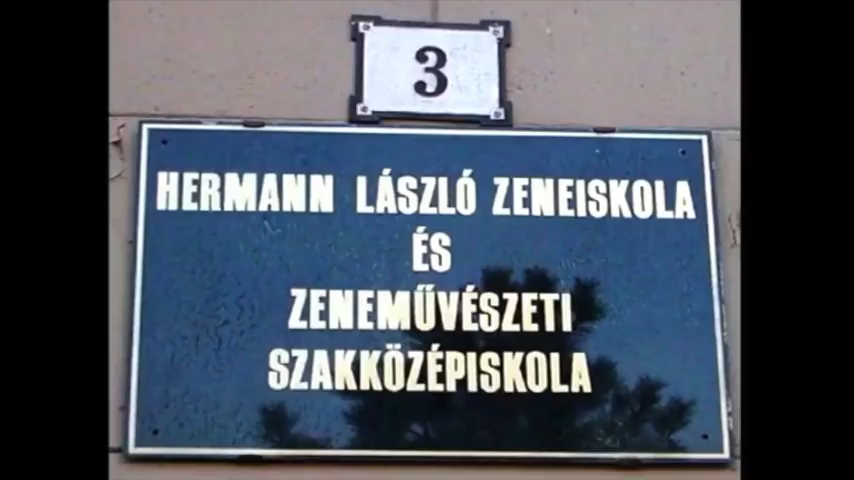 3
HERMANN LÁSZLÓ ZENEISKOLA
ÉS
ZENEMŰVÉSZETI
SZAKKÖZÉPISKOLA